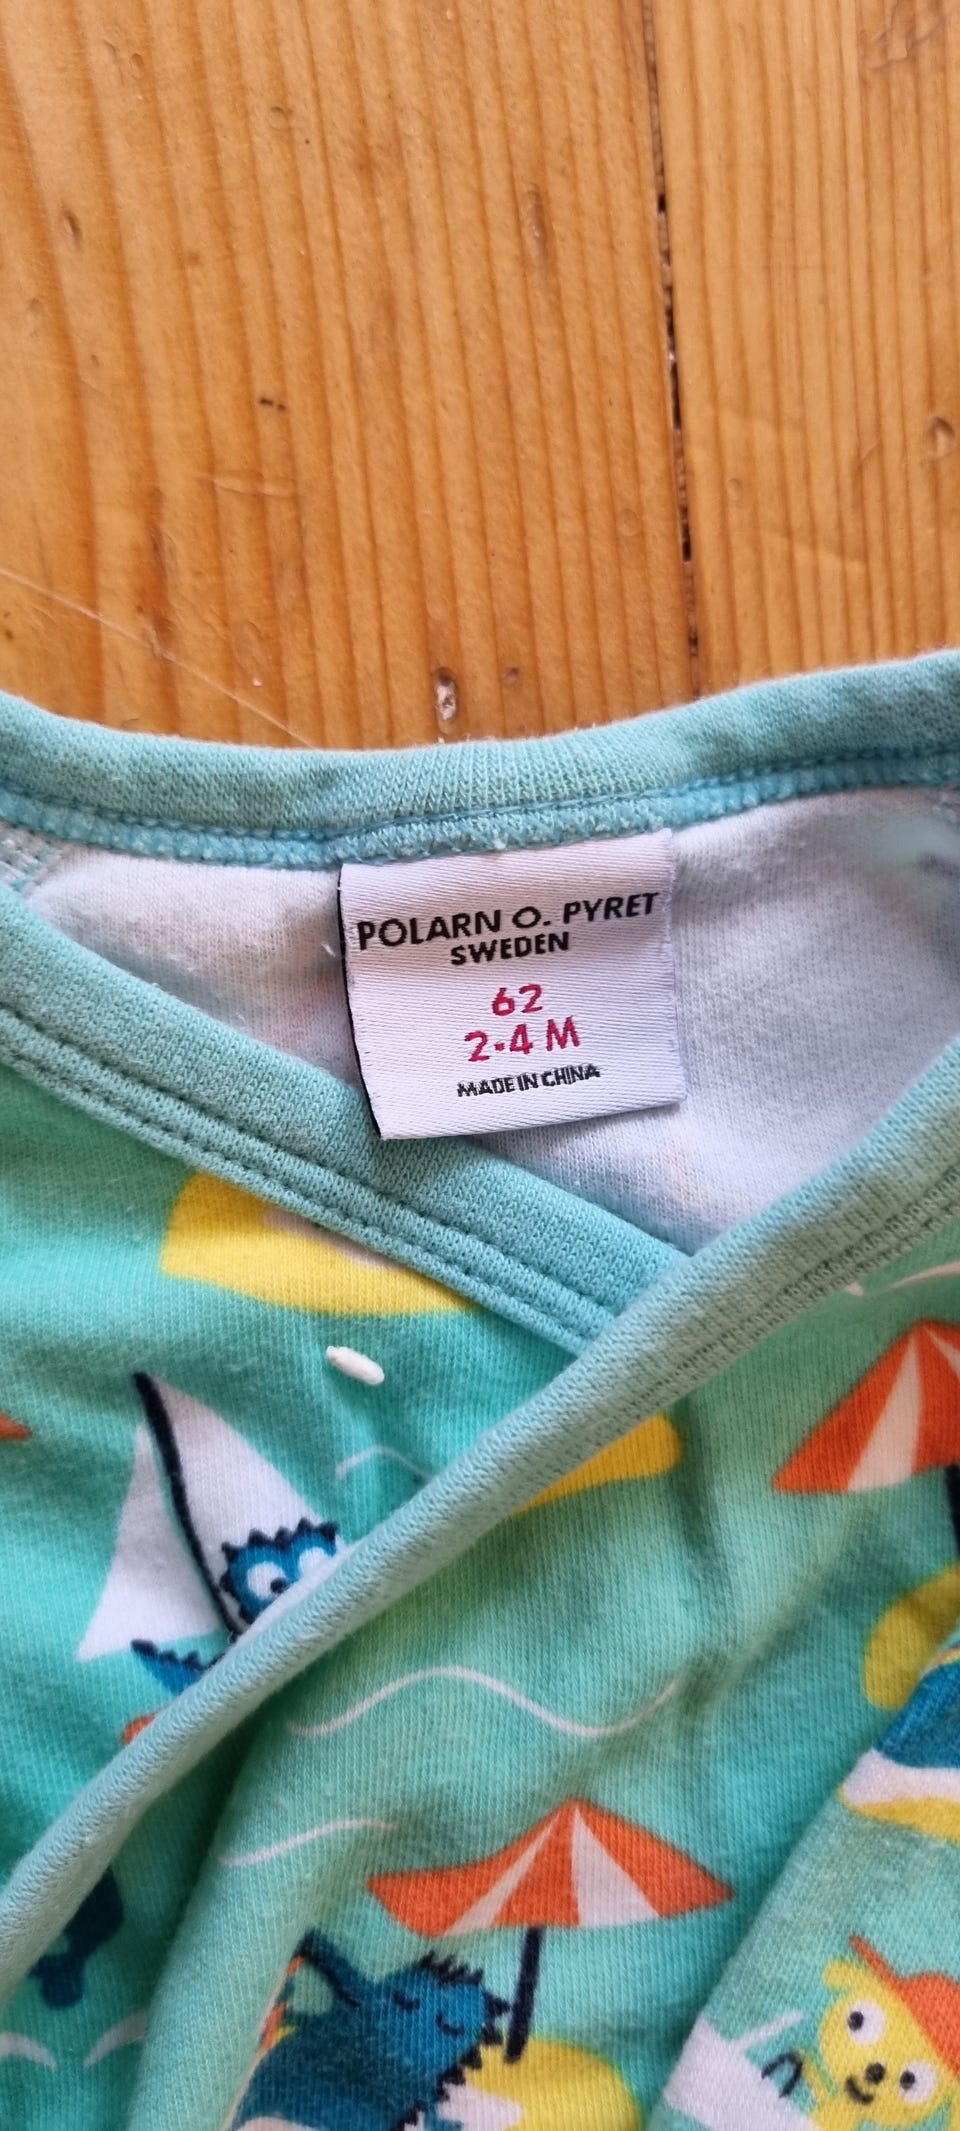 POLARN O. PYRET
SWEDEN
62
2-4 M
MADE IN CHINA